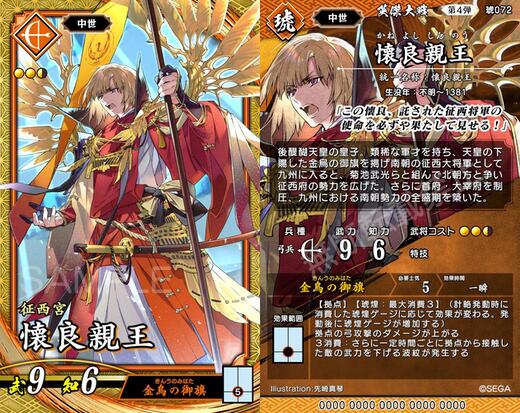 中世
1
SAMPLE
征西宮
懐良親王
武9 知6
きんうのみはた
金烏の御旗
5
琥
中世
英傑大戦
第4弾
琥072
かねよししんのう
懐良親王
統一名称:懐良親王
生没年:不明~1381
「この懐良、託された征西将軍の
使命を必ずや果たして見せる!」
後醍醐天皇の皇子。類稀な軍才を持ち、天皇の下
賜した金烏の御旗を掲げ南朝の征西大将軍として
九州に入ると、菊池武光らと組んで北朝方と争い
征西府の勢力を広げた。さらに首府・大宰府を制
圧、九州における南朝勢力の全盛期を築いた。
兵種 武力 知力 武将コスト
弓兵 9 6 特技
きんうのみはた 必要士気 効果時間
金烏の御旗 5 一瞬
効果範囲
【拠点】【琥煌:最大消費3】(計略発動時に
消費した琥煌ゲージに応じて効果が変わる。発
動後に琥煌ゲージが増加する)
拠点の弓攻撃のダメージが上がる
3消費:さらに一定時間ごとに拠点から接触し
た敵の武力を下げる波紋が発生する
Illustration:先崎真琴
©SEGA
0000 0000 0000 0000 0000